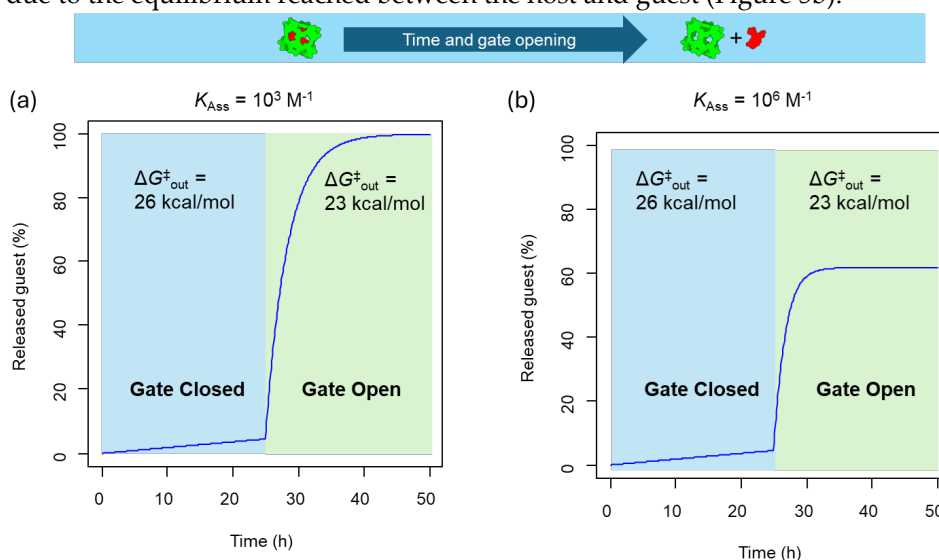 due to the equilibrium reached between the host and guest (Figure 3b).
Time and gate opening
+
(a)
K_Ass = 10³ M⁻¹
Released guest (%)
100
80
60
40
20
0
ΔG‡out =
26 kcal/mol
ΔG‡out =
23 kcal/mol
Gate Closed
Gate Open
0 10 20 30 40 50
Time (h)
(b)
K_Ass = 10⁶ M⁻¹
Released guest (%)
100
80
60
40
20
0
ΔG‡out =
26 kcal/mol
ΔG‡out =
23 kcal/mol
Gate Closed
Gate Open
0 10 20 30 40 50
Time (h)